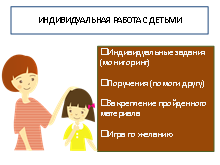 ИНДИВИДУАЛЬНАЯ РАБОТА С ДЕТЬМИ
Индивидуальные задания
(мониторинг)
Поручения (помоги другу)
Закрепление пройденного
материала
Игра по желанию